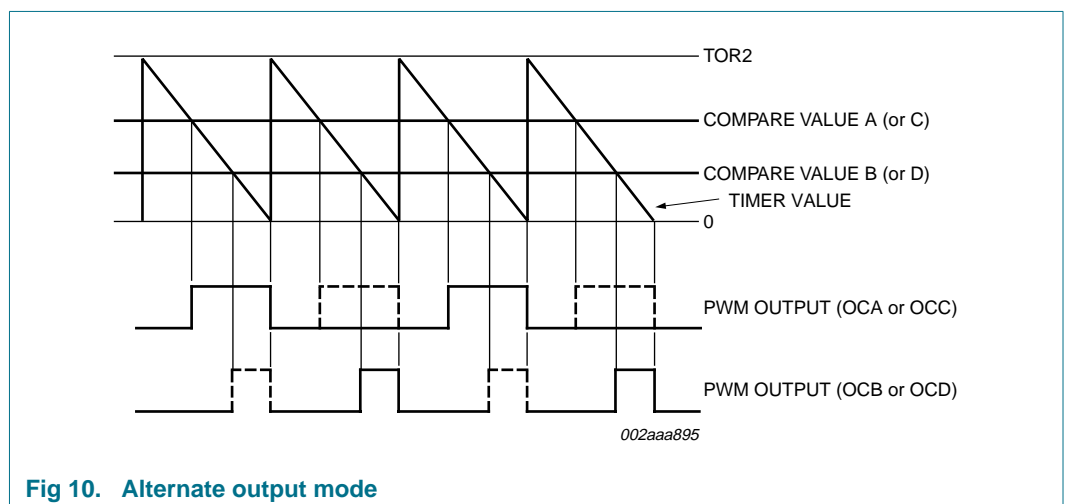 TOR2
COMPARE VALUE A (or C)
COMPARE VALUE B (or D)
TIMER VALUE
0
PWM OUTPUT (OCA or OCC)
PWM OUTPUT (OCB or OCD)
002aaa895
Fig 10. Alternate output mode